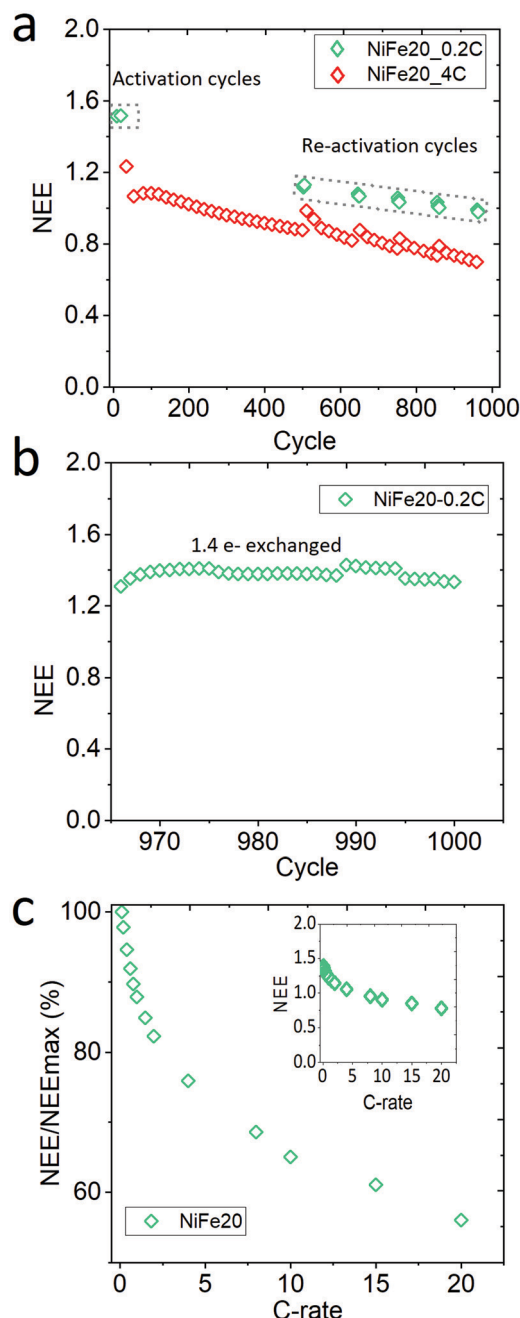 a
NEE
2.0
1.6
1.2
0.8
0.4
0.0
NiFe20_0.2C
NiFe20_4C
Activation cycles
Re-activation cycles
0
200
400
600
800
1000
Cycle
b
NEE
2.0
1.6
1.2
0.8
0.4
0.0
NiFe20-0.2C
1.4 e- exchanged
970
980
990
1000
Cycle
c
NEE/NEEmax (%)
100
80
60
NEE
2.0
1.5
1.0
0.5
0.0
0
5
10
15
20
C-rate
NiFe20
0
5
10
15
20
C-rate